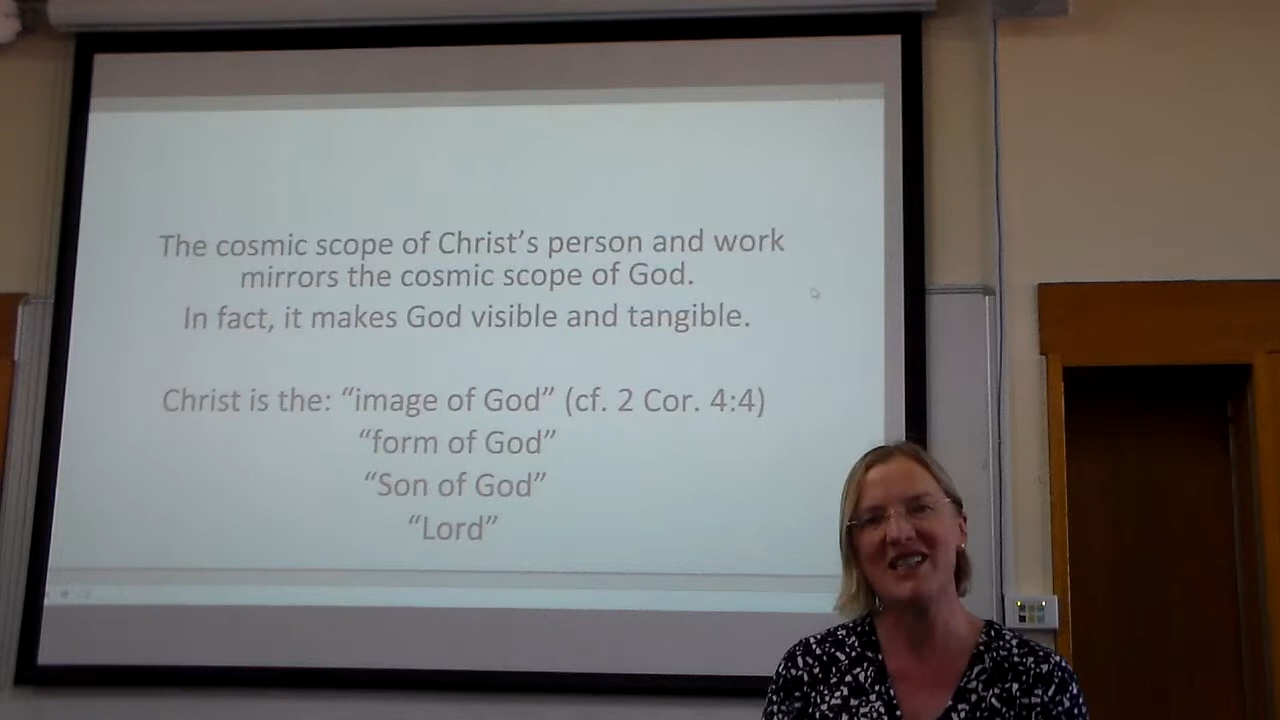 The cosmic scope of Christ’s person and work
mirrors the cosmic scope of God.
In fact, it makes God visible and tangible.
Christ is the: “image of God” (cf. 2 Cor. 4:4)
“form of God”
“Son of God”
“Lord”